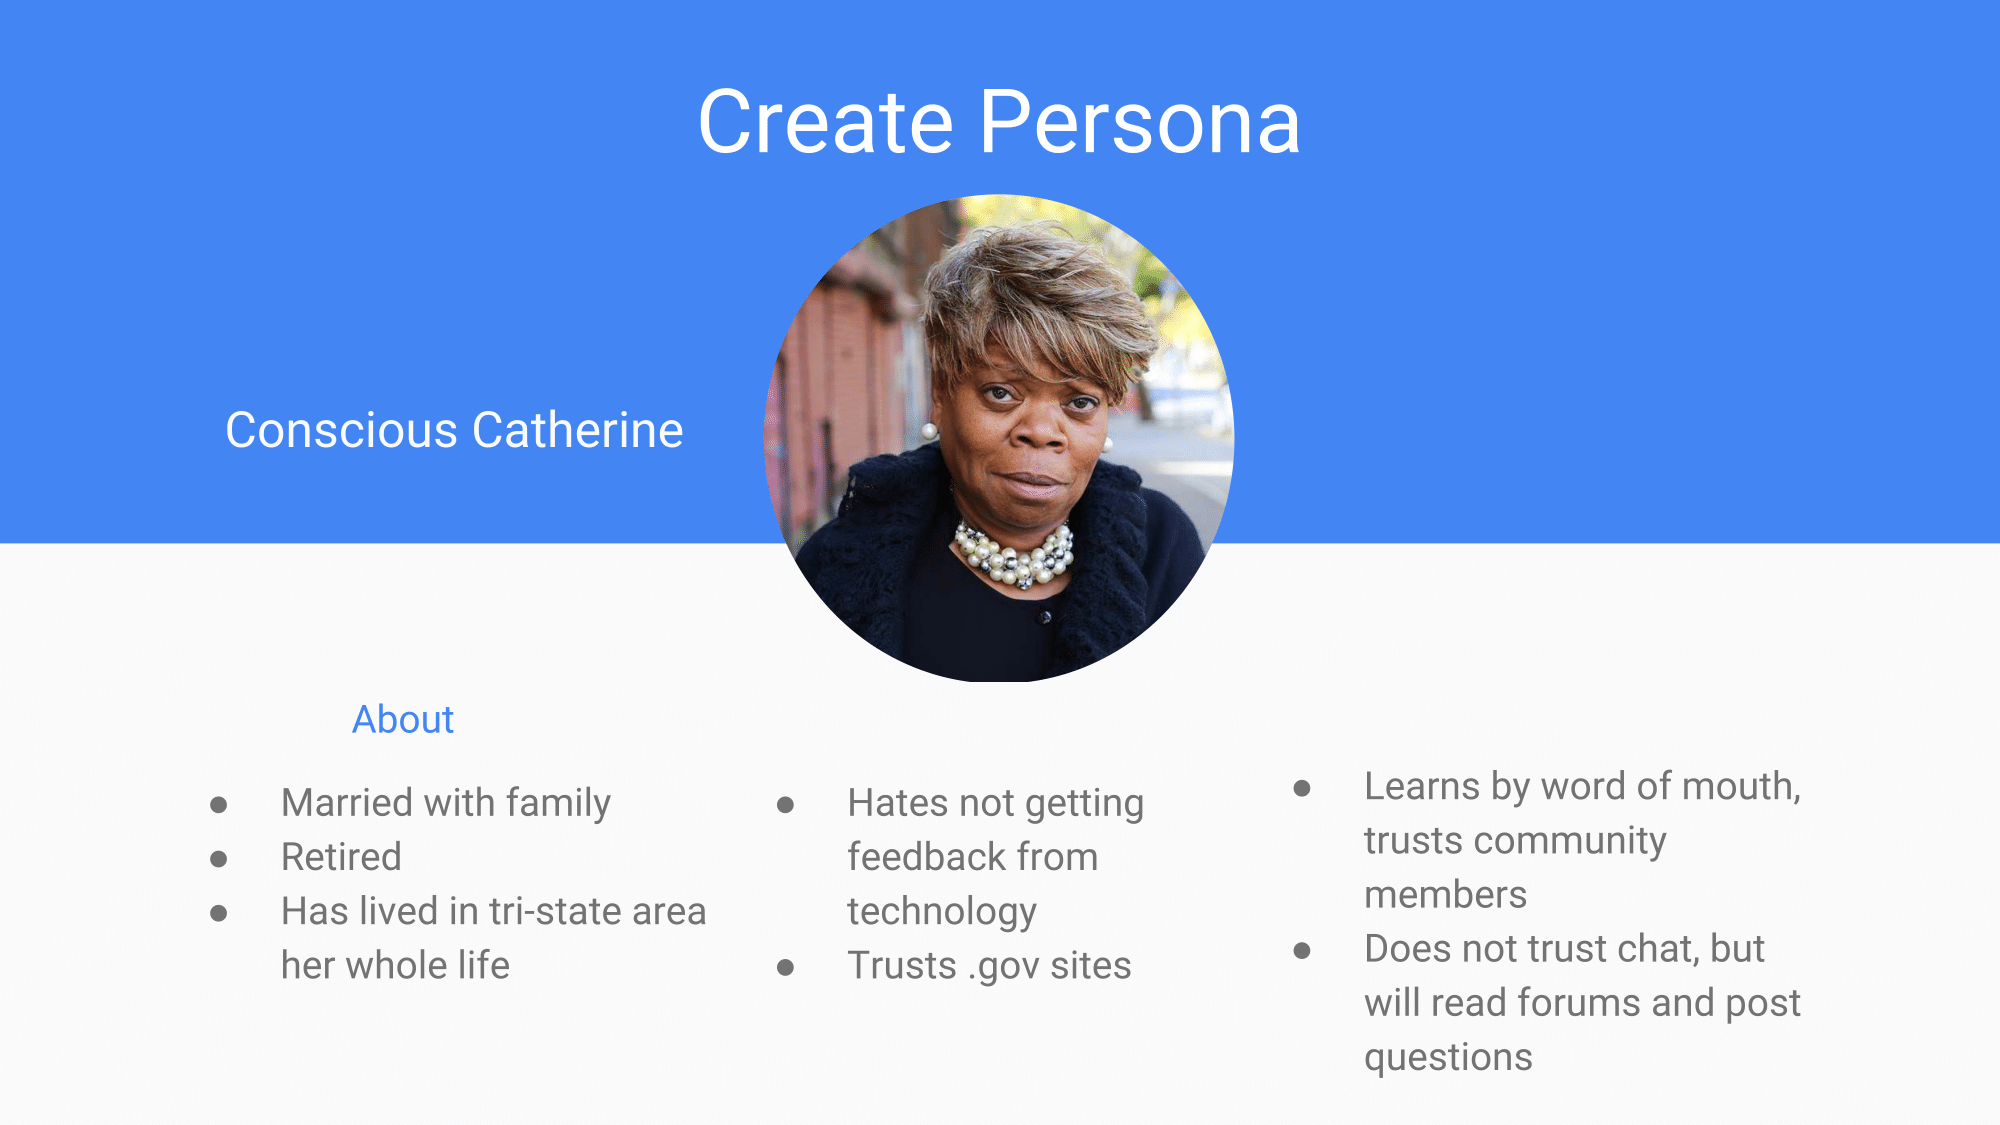 Create Persona
Conscious Catherine
About
● Married with family
● Retired
● Has lived in tri-state area
her whole life
● Hates not getting
feedback from
technology
● Trusts .gov sites
● Learns by word of mouth,
trusts community
members
● Does not trust chat, but
will read forums and post
questions